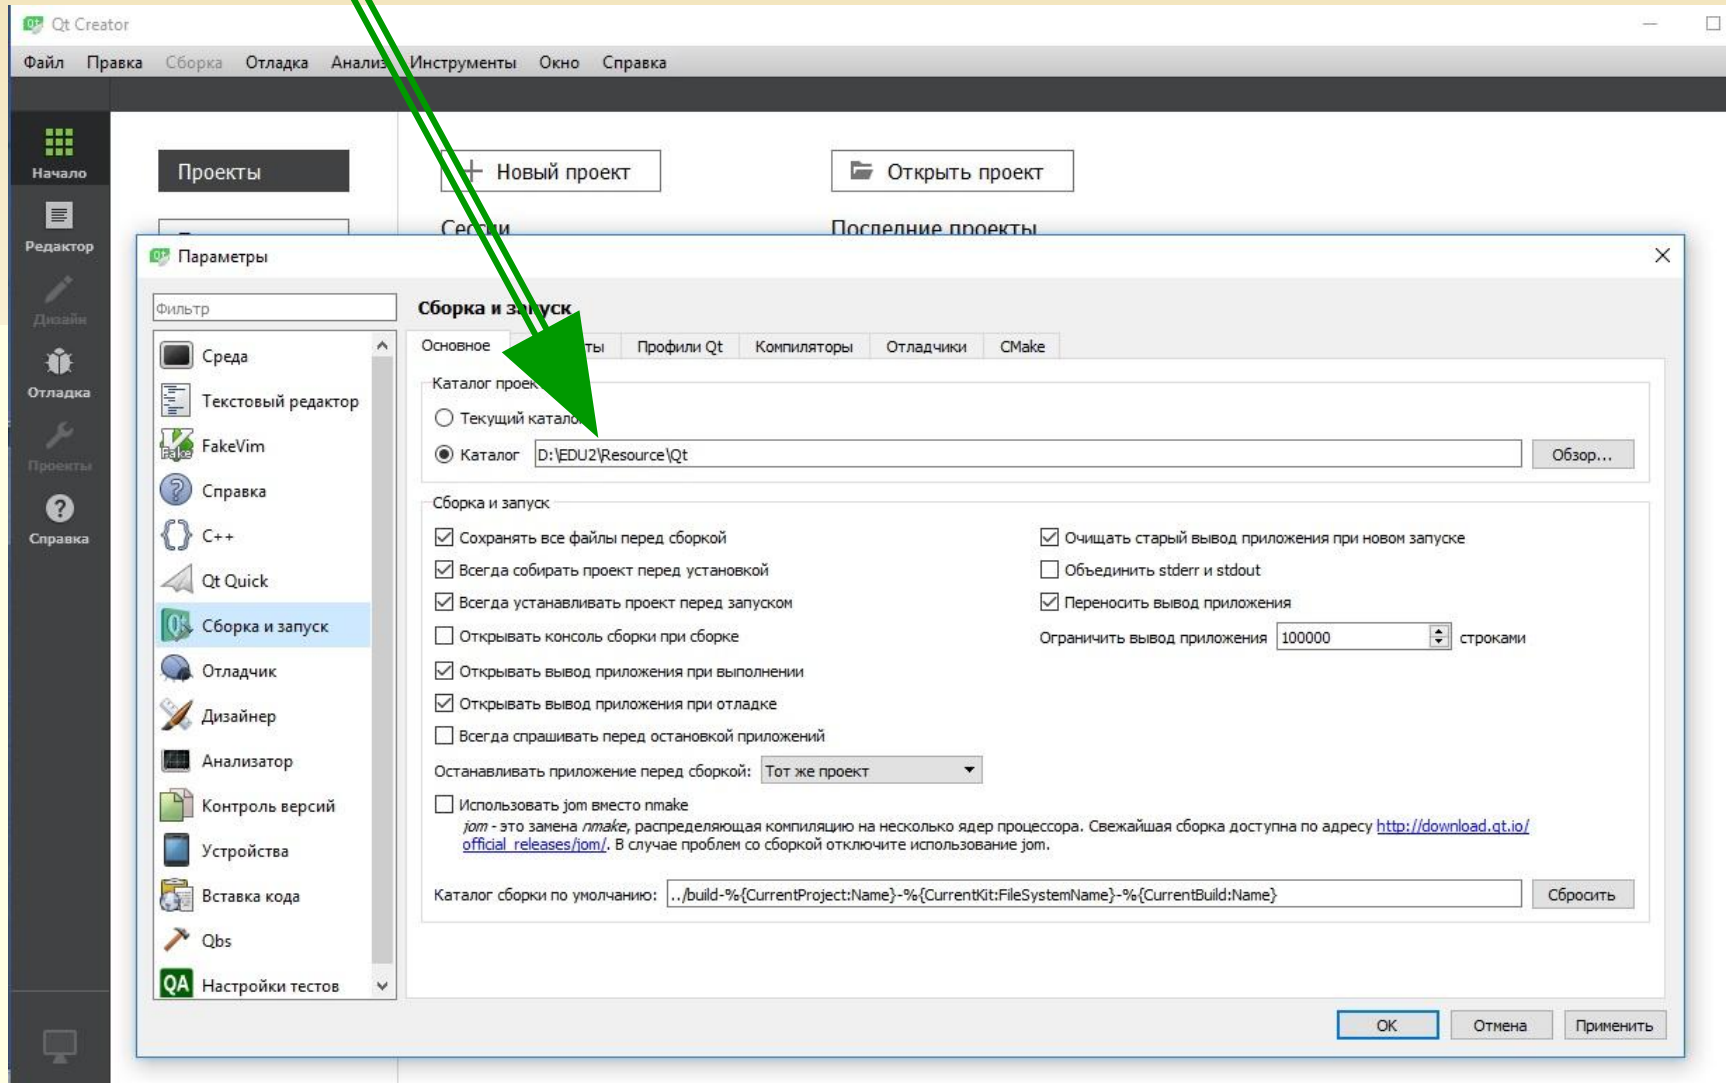 Qt Creator
Файл Правка Сборка Отладка Анализ Инструменты Окно Справка
Начало
Редактор
Дизайн
Отладка
Проекты
Справка
Проекты
Новый проект
Открыть проект
Сессии
Последние проекты
Параметры
Фильтр
Среда
Текстовый редактор
FakeVim
Справка
C++
Qt Quick
Сборка и запуск
Отладчик
Дизайнер
Анализатор
Контроль версий
Устройства
Вставка кода
Qbs
Настройки тестов
Сборка и запуск
Основное Профили Qt Компиляторы Отладчики CMake
Каталог
Текущий
Каталог D:\EDU2\Resource\Qt Обзор...
Сборка и запуск
Сохранять все файлы перед сборкой
Всегда собирать проект перед установкой
Всегда устанавливать проект перед запуском
Открывать консоль сборки при сборке
Открывать вывод приложения при выполнении
Открывать вывод приложения при отладке
Всегда спрашивать перед остановкой приложений
Очищать старый вывод приложения при новом запуске
Объединить stderr и stdout
Переносить вывод приложения
Ограничить вывод приложения 100000 строками
Останавливать приложение перед сборкой: Тот же проект
Использовать jom вместо nmake
jom - это замена nmake, распределяющая компиляцию на несколько ядер процессора. Свежайшая сборка доступна по адресу http://download.qt.io/
official_releases/jom/. В случае проблем со сборкой отключите использование jom.
Каталог сборки по умолчанию: ../build-%{CurrentProject:Name}-%{CurrentKit:FileSystemName}-%{CurrentBuild:Name} Сбросить
OK Отмена Применить